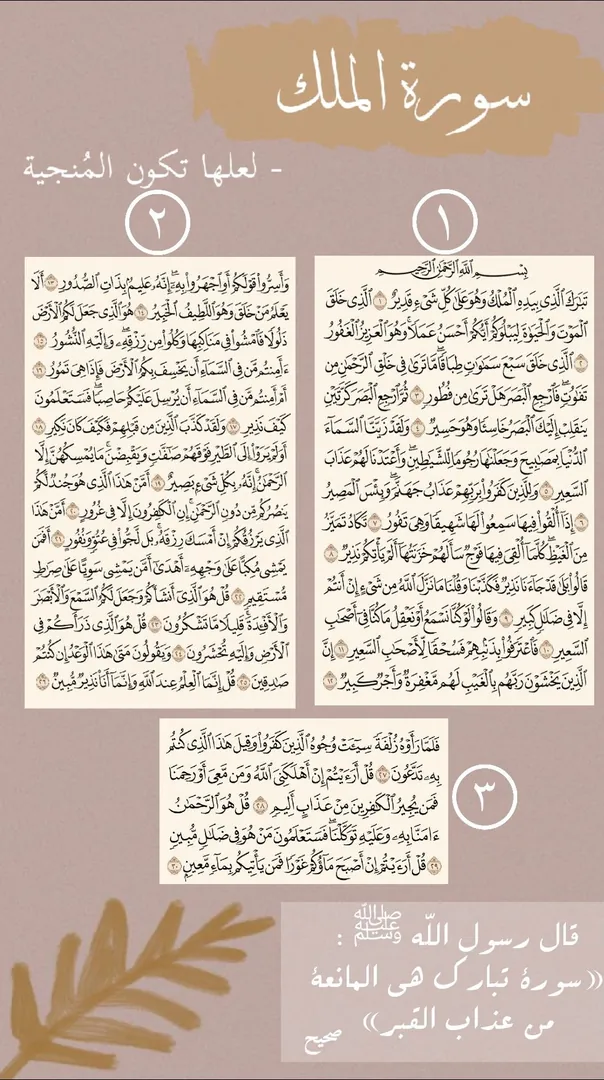 سورة الملك
- لعلها تكون المُنجية
١
بِسْمِ اللَّهِ الرَّحْمَٰنِ الرَّحِيمِ
تَبَٰرَكَ ٱلَّذِى بِيَدِهِ ٱلْمُلْكُ وَهُوَ عَلَىٰ كُلِّ شَىْءٍ قَدِيرٌ ١ ٱلَّذِى خَلَقَ
ٱلْمَوْتَ وَٱلْحَيَوٰةَ لِيَبْلُوَكُمْ أَيُّكُمْ أَحْسَنُ عَمَلًا وَهُوَ ٱلْعَزِيزُ ٱلْغَفُورُ
٢ ٱلَّذِى خَلَقَ سَبْعَ سَمَٰوَٰتٍ طِبَاقًا مَّا تَرَىٰ فِى خَلْقِ ٱلرَّحْمَٰنِ مِن
تَفَٰوُتٍ فَٱرْجِعِ ٱلْبَصَرَ هَلْ تَرَىٰ مِن فُطُورٍ ٣ ثُمَّ ٱرْجِعِ ٱلْبَصَرَ كَرَّتَيْنِ
يَنقَلِبْ إِلَيْكَ ٱلْبَصَرُ خَاسِئًا وَهُوَ حَسِيرٌ ٤ وَلَقَدْ زَيَّنَّا ٱلسَّمَآءَ
ٱلدُّنْيَا بِمَصَٰبِيحَ وَجَعَلْنَٰهَا رُجُومًا لِّلشَّيَٰطِينِ وَأَعْتَدْنَا لَهُمْ عَذَابَ
ٱلسَّعِيرِ ٥ وَلِلَّذِينَ كَفَرُوا۟ بِرَبِّهِمْ عَذَابُ جَهَنَّمَ وَبِئْسَ ٱلْمَصِيرُ
٦ إِذَآ أُلْقُوا۟ فِيهَا سَمِعُوا۟ لَهَا شَهِيقًا وَهِىَ تَفُورُ ٧ تَكَادُ تَمَيَّزُ
مِنَ ٱلْغَيْظِ كُلَّمَآ أُلْقِىَ فِيهَا فَوْجٌ سَأَلَهُمْ خَزَنَتُهَآ أَلَمْ يَأْتِكُمْ نَذِيرٌ ٨
قَالُوا۟ بَلَىٰ قَدْ جَآءَنَا نَذِيرٌ فَكَذَّبْنَا وَقُلْنَا مَا نَزَّلَ ٱللَّهُ مِن شَىْءٍ إِنْ أَنتُمْ
إِلَّا فِى ضَلَٰلٍ كَبِيرٍ ٩ وَقَالُوا۟ لَوْ كُنَّا نَسْمَعُ أَوْ نَعْقِلُ مَا كُنَّا فِىٓ أَصْحَٰبِ
ٱلسَّعِيرِ ١٠ فَٱعْتَرَفُوا۟ بِذَنۢبِهِمْ فَسُحْقًا لِّأَصْحَٰبِ ٱلسَّعِيرِ ١١ إِنَّ
ٱلَّذِينَ يَخْشَوْنَ رَبَّهُم بِٱلْغَيْبِ لَهُم مَّغْفِرَةٌ وَأَجْرٌ كَبِيرٌ ١٢
٢
وَأَسِرُّوا۟ قَوْلَكُمْ أَوِ ٱجْهَرُوا۟ بِهِۦٓ إِنَّهُۥ عَلِيمٌۢ بِذَاتِ ٱلصُّدُورِ ١٣ أَلَا
يَعْلَمُ مَنْ خَلَقَ وَهُوَ ٱللَّطِيفُ ٱلْخَبِيرُ ١٤ هُوَ ٱلَّذِى جَعَلَ لَكُمُ ٱلْأَرْضَ
ذَلُولًا فَٱمْشُوا۟ فِى مَنَاكِبِهَا وَكُلُوا۟ مِن رِّزْقِهِۦ وَإِلَيْهِ ٱلنُّشُورُ ١٥
ءَأَمِنتُم مَّن فِى ٱلسَّمَآءِ أَن يَخْسِفَ بِكُمُ ٱلْأَرْضَ فَإِذَا هِىَ تَمُورُ ١٦
أَمْ أَمِنتُم مَّن فِى ٱلسَّمَآءِ أَن يُرْسِلَ عَلَيْكُمْ حَاصِبًا فَسَتَعْلَمُونَ
كَيْفَ نَذِيرِ ١٧ وَلَقَدْ كَذَّبَ ٱلَّذِينَ مِن قَبْلِهِمْ فَكَيْفَ كَانَ نَكِيرِ ١٨
أَوَلَمْ يَرَوْا۟ إِلَى ٱلطَّيْرِ فَوْقَهُمْ صَٰٓفَّٰتٍ وَيَقْبِضْنَ مَا يُمْسِكُهُنَّ إِلَّا
ٱلرَّحْمَٰنُ إِنَّهُۥ بِكُلِّ شَىْءٍۭ بَصِيرٌ ١٩ أَمَّنْ هَٰذَا ٱلَّذِى هُوَ جُندٌ لَّكُمْ
يَنصُرُكُم مِّن دُونِ ٱلرَّحْمَٰنِ إِنِ ٱلْكَٰفِرُونَ إِلَّا فِى غُرُورٍ ٢٠ أَمَّنْ هَٰذَا
ٱلَّذِى يَرْزُقُكُمْ إِنْ أَمْسَكَ رِزْقَهُۥ بَل لَّجُّوا۟ فِى عُتُوٍّ وَنُفُورٍ ٢١ أَفَمَن
يَمْشِى مُكِبًّا عَلَىٰ وَجْهِهِۦٓ أَهْدَىٰٓ أَمَّن يَمْشِى سَوِيًّا عَلَىٰ صِرَٰطٍ
مُّسْتَقِيمٍ ٢٢ قُلْ هُوَ ٱلَّذِىٓ أَنشَأَكُمْ وَجَعَلَ لَكُمُ ٱلسَّمْعَ وَٱلْأَبْصَٰرَ
وَٱلْأَفْـِٔدَةَ قَلِيلًا مَّا تَشْكُرُونَ ٢٣ قُلْ هُوَ ٱلَّذِى ذَرَأَكُمْ فِى
ٱلْأَرْضِ وَإِلَيْهِ تُحْشَرُونَ ٢٤ وَيَقُولُونَ مَتَىٰ هَٰذَا ٱلْوَعْدُ إِن كُنتُمْ
صَٰدِقِينَ ٢٥ قُلْ إِنَّمَا ٱلْعِلْمُ عِندَ ٱللَّهِ وَإِنَّمَآ أَنَا۠ نَذِيرٌ مُّبِينٌ ٢٦
٣
فَلَمَّا رَأَوْهُ زُلْفَةً سِيٓـَٔتْ وُجُوهُ ٱلَّذِينَ كَفَرُوا۟ وَقِيلَ هَٰذَا ٱلَّذِى كُنتُم
بِهِۦ تَدَّعُونَ ٢٧ قُلْ أَرَءَيْتُمْ إِنْ أَهْلَكَنِىَ ٱللَّهُ وَمَن مَّعِىَ أَوْ رَحِمَنَا
فَمَن يُجِيرُ ٱلْكَٰفِرِينَ مِنْ عَذَابٍ أَلِيمٍ ٢٨ قُلْ هُوَ ٱلرَّحْمَٰنُ
ءَامَنَّا بِهِۦ وَعَلَيْهِ تَوَكَّلْنَا فَسَتَعْلَمُونَ مَنْ هُوَ فِى ضَلَٰلٍ مُّبِينٍ
٢٩ قُلْ أَرَءَيْتُمْ إِنْ أَصْبَحَ مَآؤُكُمْ غَوْرًا فَمَن يَأْتِيكُم بِمَآءٍ مَّعِينٍۭ ٣٠
قال رسول اللّه ﷺ :
((سورة تبارك هي المانعة
من عذاب القبر))
صحيح